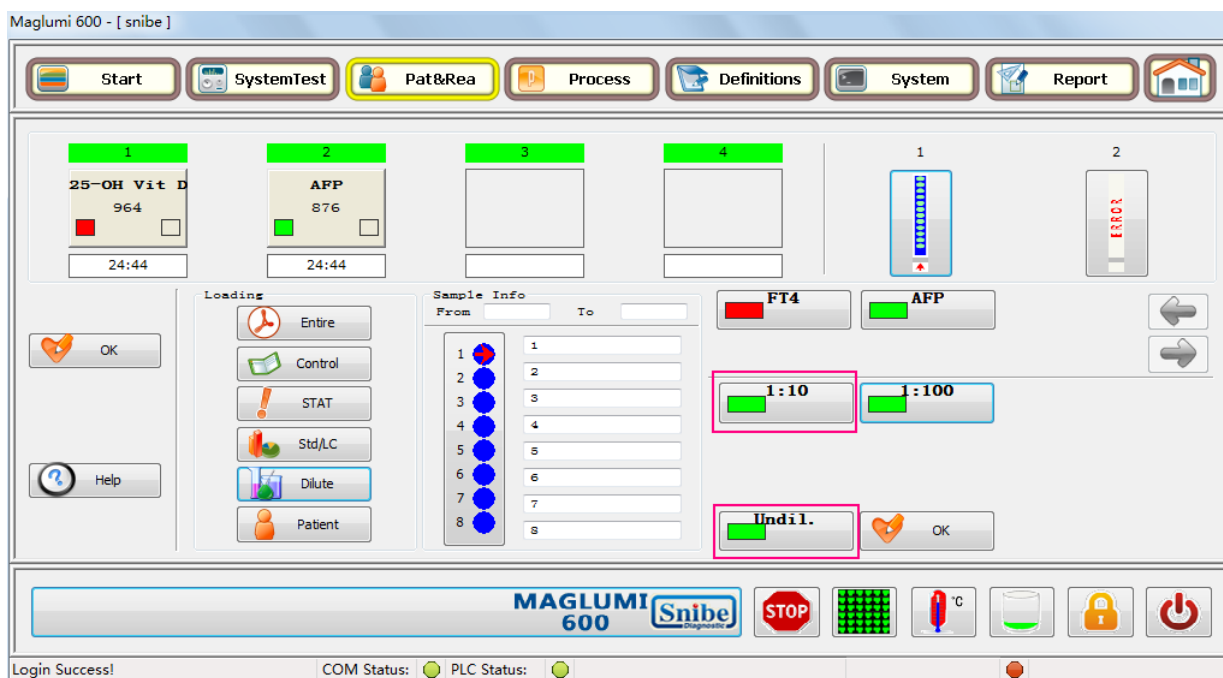 Maglumi 600 - [ snibe ]
Start SystemTest Pat&Rea Process Definitions System Report
1 2 3 4 1 2
25-OH Vit D
964
AFP
876
ERROR
24:44 24:44
Loading
Entire
Control
STAT
Std/LC
Dilute
Patient
OK
Help
Sample Info
From To
1 1
2 2
3 3
4 4
5 5
6 6
7 7
8 8
FT4 AFP
1:10 1:100
Undil. OK
MAGLUMI
600
Snibe
Diagnostic
STOP
°C
Login Success! COM Status: PLC Status: